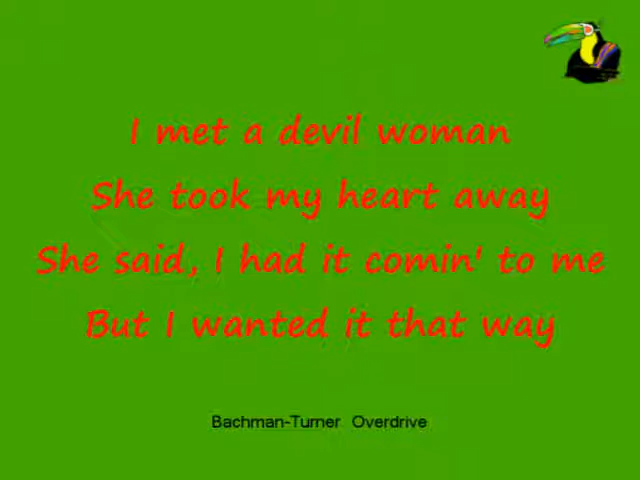 I met a devil woman
She took my heart away
She said, I had it comin' to me
But I wanted it that way
Bachman-Turner Overdrive